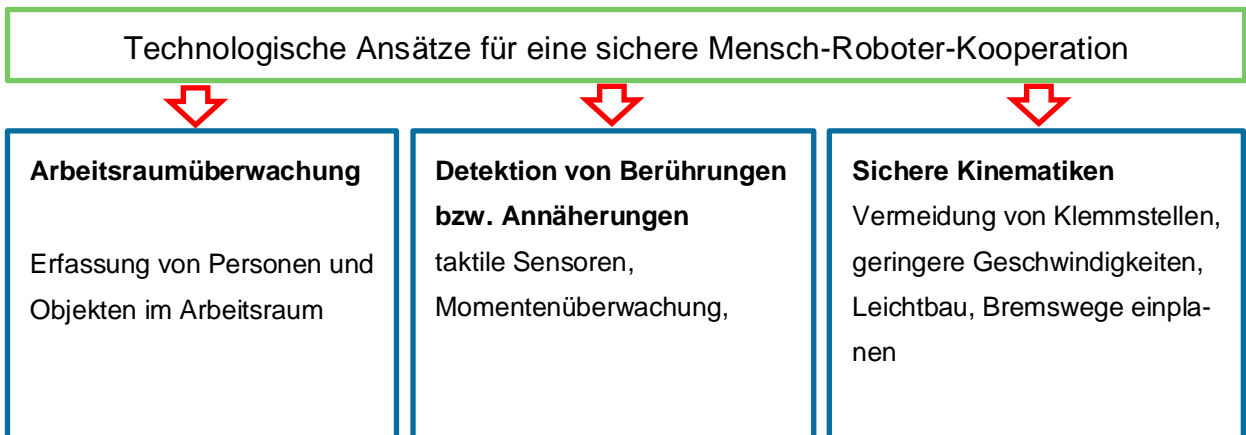 Technologische Ansätze für eine sichere Mensch-Roboter-Kooperation
Arbeitsraumüberwachung
Erfassung von Personen und
Objekten im Arbeitsraum
Detektion von Berührungen
bzw. Annäherungen
taktile Sensoren,
Momentenüberwachung,
Sichere Kinematiken
Vermeidung von Klemmstellen,
geringere Geschwindigkeiten,
Leichtbau, Bremswege einpla-
nen